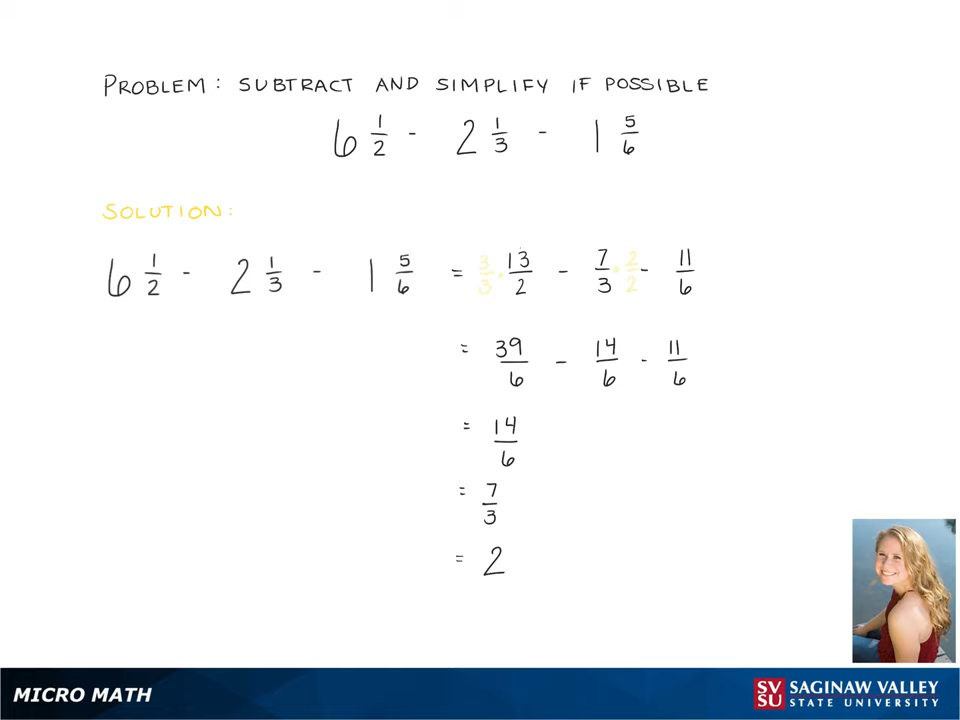 PROBLEM: SUBTRACT AND SIMPLIFY IF POSSIBLE
6 1/2 - 2 1/3 - 1 5/6
SOLUTION:
6 1/2 - 2 1/3 - 1 5/6 = 3/3 · 13/2 - 7/3 · 2/2 - 11/6
= 39/6 - 14/6 - 11/6
= 14/6
= 7/3
= 2
MICRO MATH
SVSU SAGINAW VALLEY
STATE UNIVERSITY